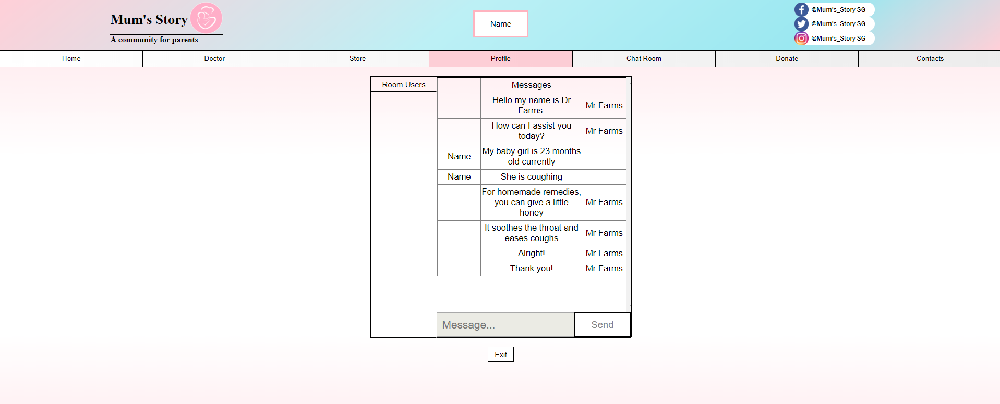 Mum's Story
A community for parents
Name
@Mum's_Story SG
@Mum's_Story SG
@Mum's_Story SG
Home Doctor Store Profile Chat Room Donate Contacts
Room Users
Messages
Hello my name is Dr
Farms.
Mr Farms
How can I assist you
today?
Mr Farms
Name
My baby girl is 23 months
old currently
Name She is coughing
For homemade remedies,
you can give a little
honey
Mr Farms
It soothes the throat and
eases coughs
Mr Farms
Alright! Mr Farms
Thank you! Mr Farms
Message... Send
Exit